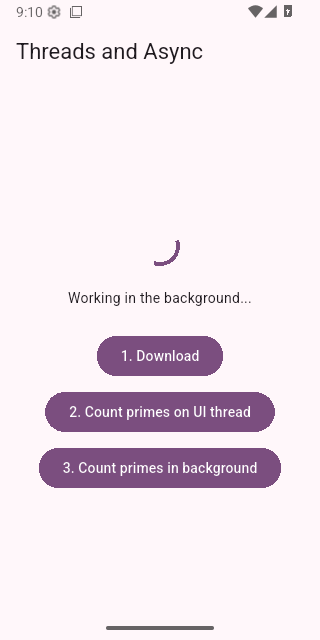 9:10
Threads and Async
Working in the background...
1. Download
2. Count primes on UI thread
3. Count primes in background